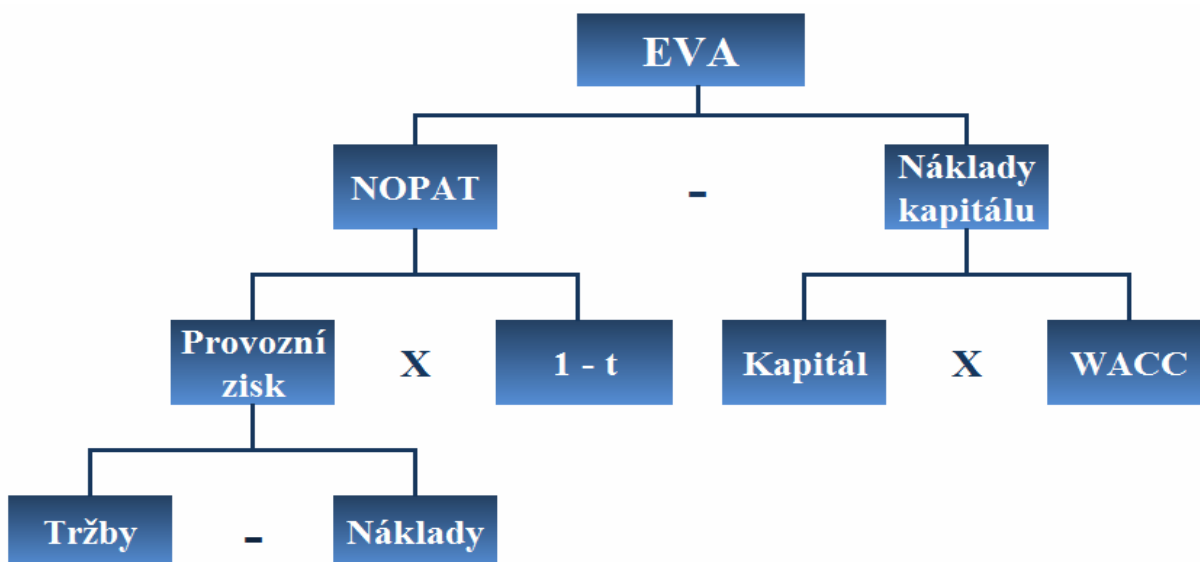 EVA
NOPAT
-
Náklady
kapitálu
Provozní
zisk
X
1 - t
Kapitál
X
WACC
Tržby
-
Náklady